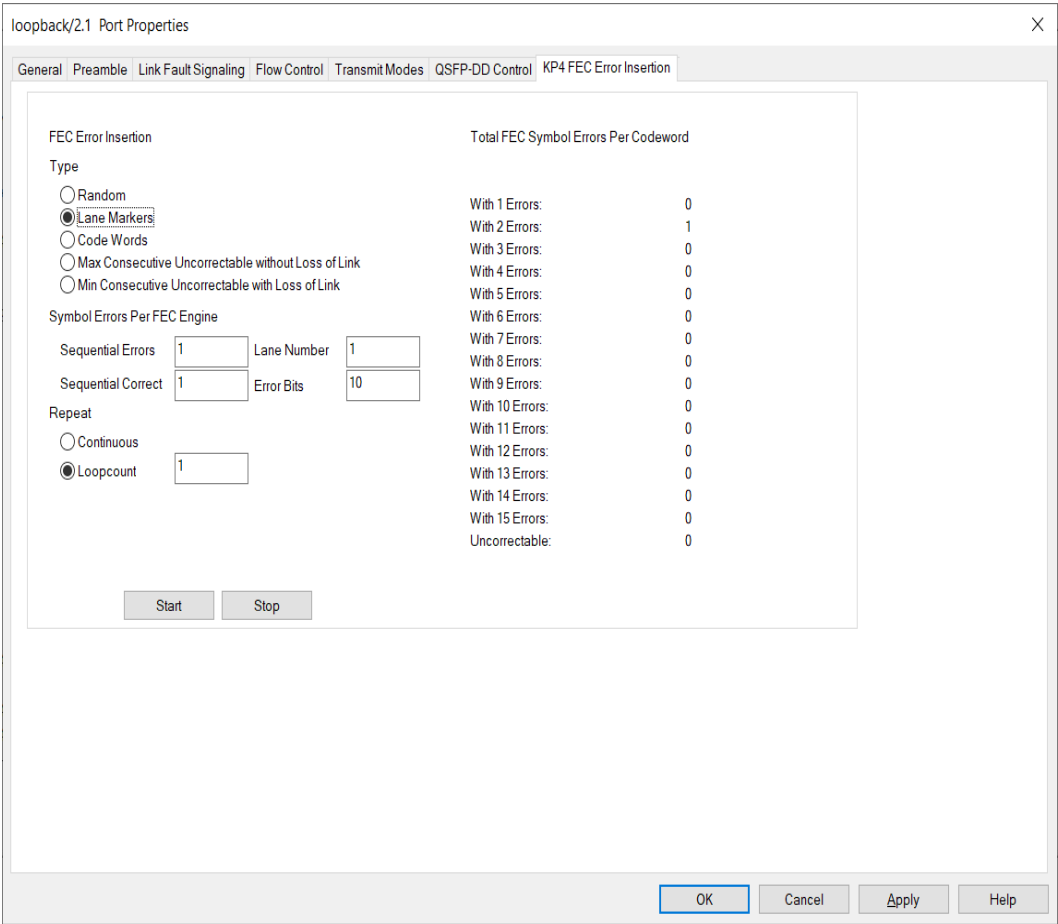 loopback/2.1 Port Properties
General Preamble Link Fault Signaling Flow Control Transmit Modes QSFP-DD Control KP4 FEC Error Insertion
FEC Error Insertion
Type
Random
Lane Markers
Code Words
Max Consecutive Uncorrectable without Loss of Link
Min Consecutive Uncorrectable with Loss of Link
Symbol Errors Per FEC Engine
Sequential Errors 1 Lane Number 1
Sequential Correct 1 Error Bits 10
Repeat
Continuous
Loopcount 1
Start Stop
Total FEC Symbol Errors Per Codeword
With 1 Errors: 0
With 2 Errors: 1
With 3 Errors: 0
With 4 Errors: 0
With 5 Errors: 0
With 6 Errors: 0
With 7 Errors: 0
With 8 Errors: 0
With 9 Errors: 0
With 10 Errors: 0
With 11 Errors: 0
With 12 Errors: 0
With 13 Errors: 0
With 14 Errors: 0
With 15 Errors: 0
Uncorrectable: 0
OK Cancel Apply Help